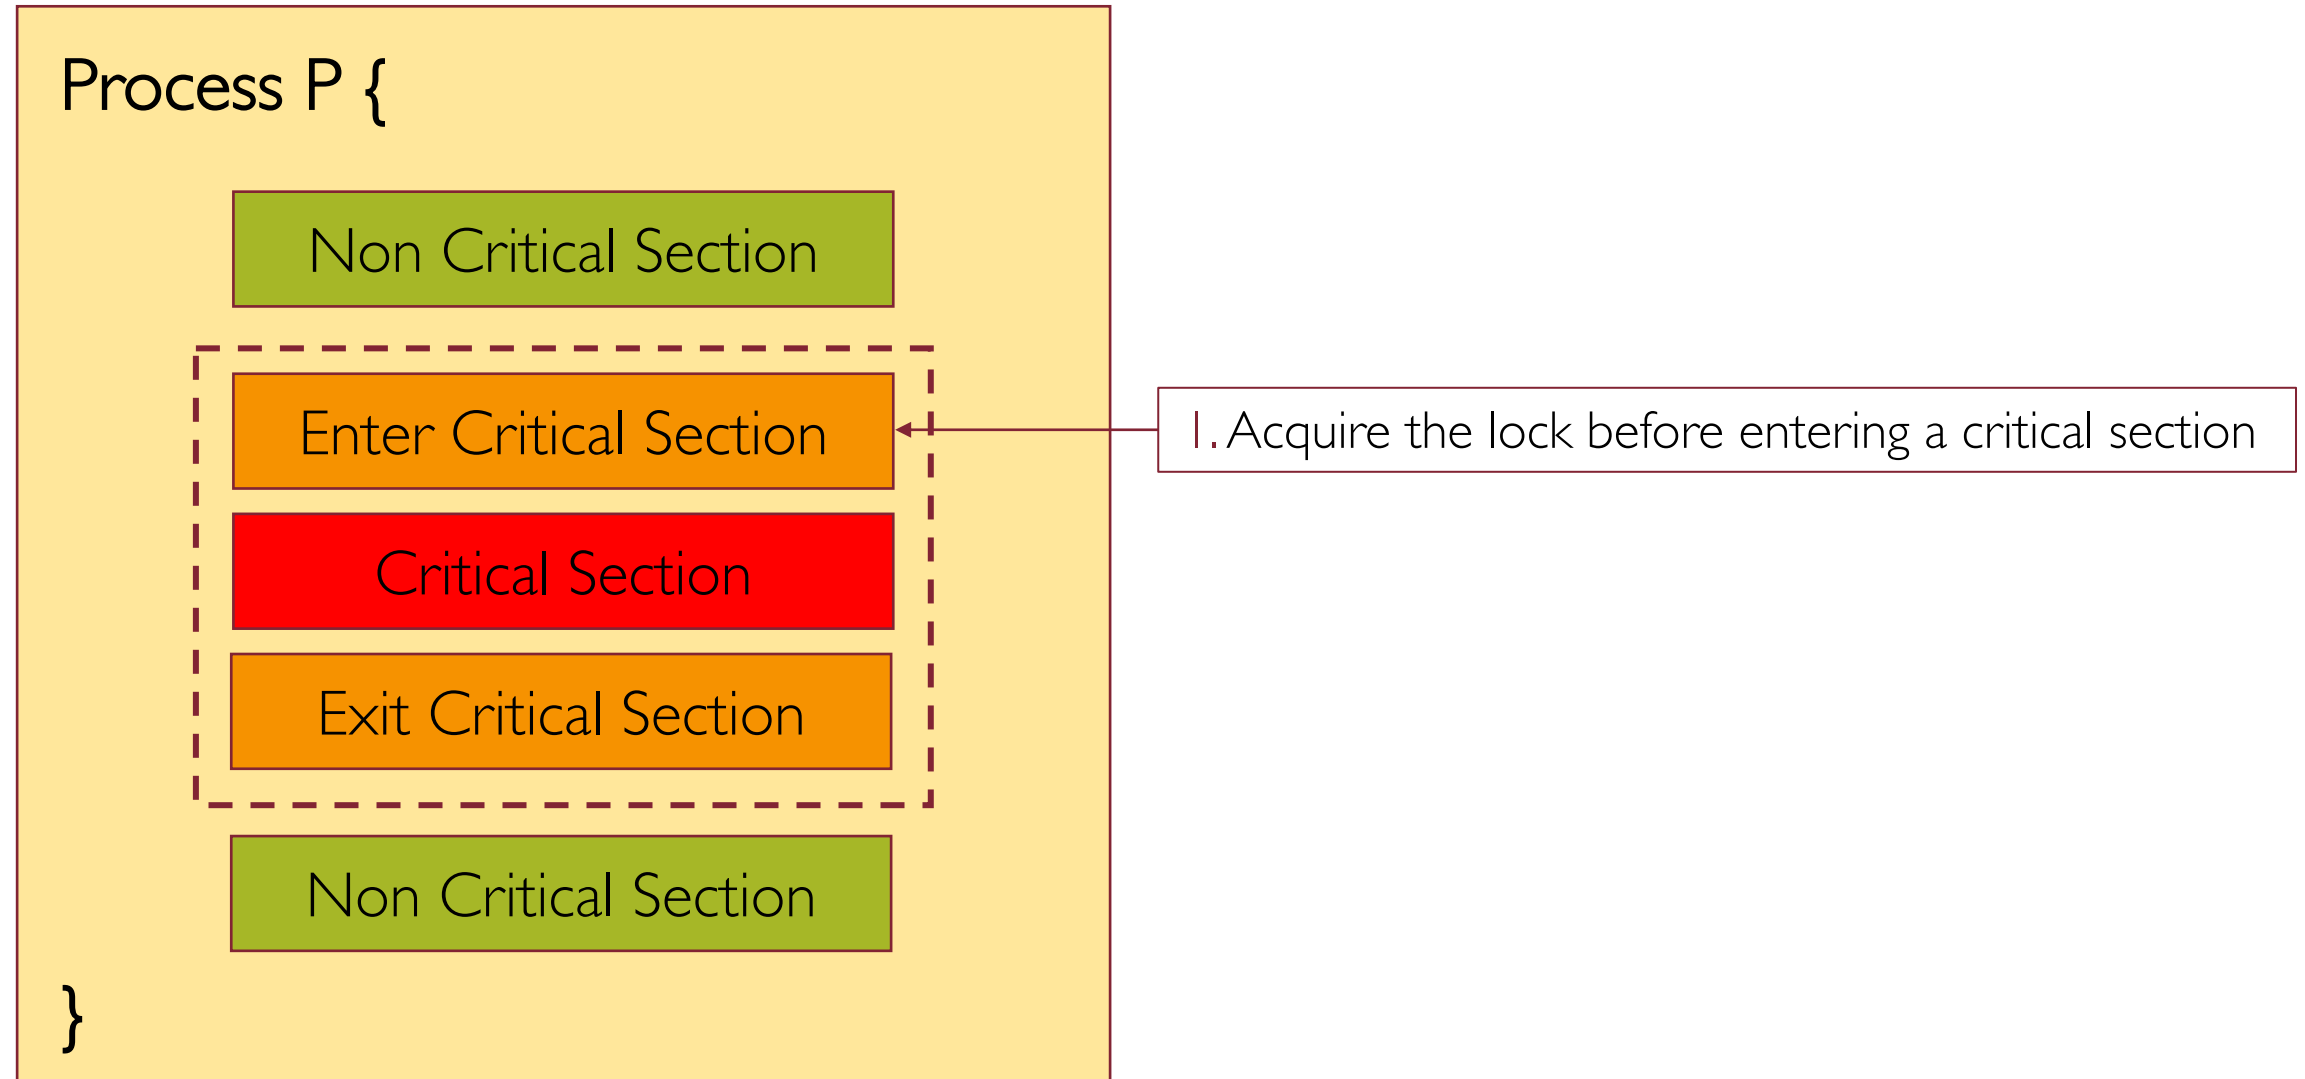 Process P {
Non Critical Section
Enter Critical Section
1. Acquire the lock before entering a critical section
Critical Section
Exit Critical Section
Non Critical Section
}